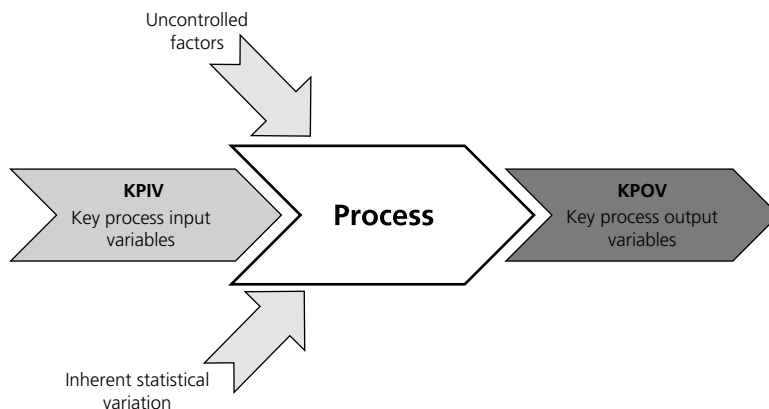 Uncontrolled
factors
KPIV
Key process input
variables
Process
KPOV
Key process output
variables
Inherent statistical
variation